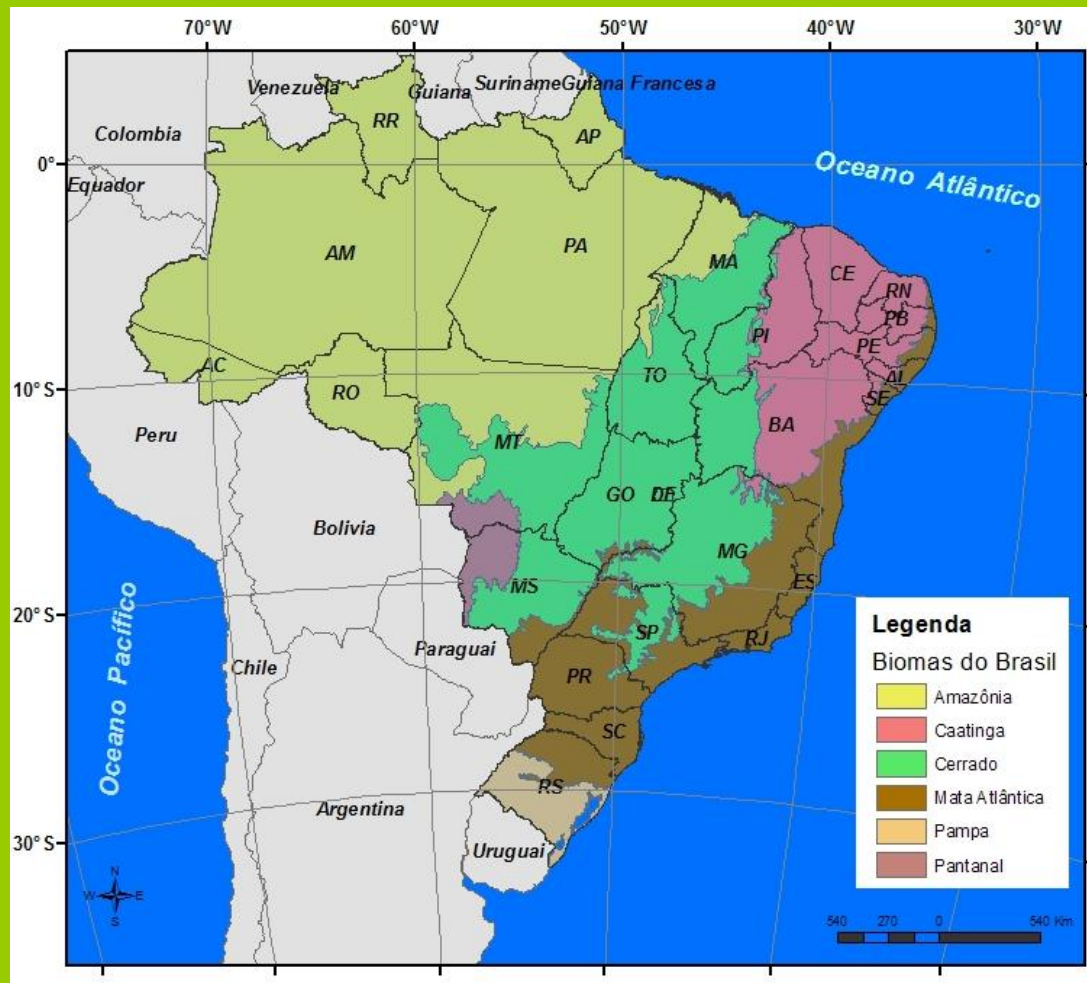 70°W 60°W 50°W 40°W 30°W
Venezuela
Guiana
Suriname
Guiana Francesa
Colombia
RR
AP
0°
Equador
Oceano Atlântico
AM
PA
MA
CE
RN
PB
PI
PE
AC
TO
AL
SE
10°S
RO
Peru
MT
BA
Bolivia
GO
DF
MG
MS
ES
20°S
Oceano Pacífico
Chile
Paraguai
SP
RJ
PR
SC
Argentina
RS
30°S
Uruguai
N
W E
S
Legenda
Biomas do Brasil
Amazônia
Caatinga
Cerrado
Mata Atlântica
Pampa
Pantanal
540 270 0 540 Km